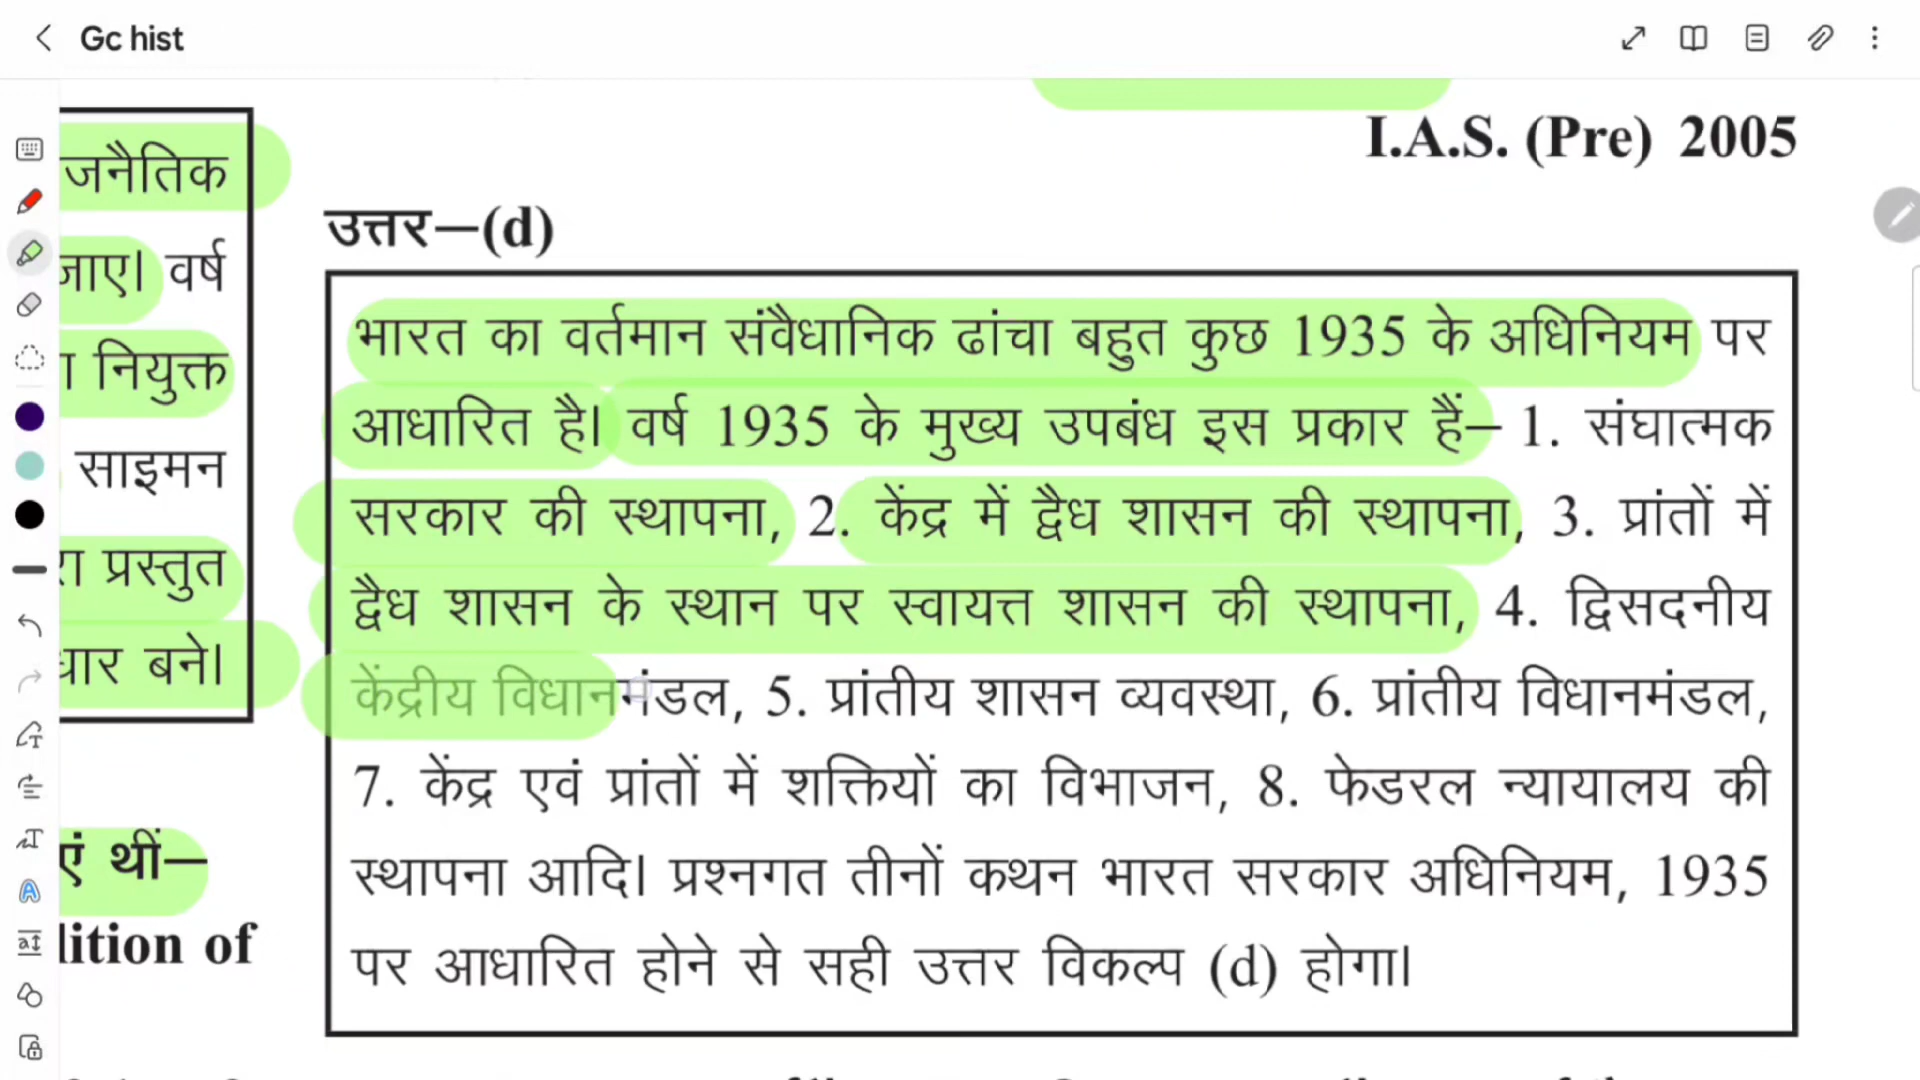 Gc hist
जनैतिक
जाए। वर्ष
नियुक्त
साइमन
प्रस्तुत
धार बने।
एं थीं—
lition of
I.A.S. (Pre) 2005
उत्तर—(d)
भारत का वर्तमान संवैधानिक ढांचा बहुत कुछ 1935 के अधिनियम पर
आधारित है। वर्ष 1935 के मुख्य उपबंध इस प्रकार हैं– 1. संघात्मक
सरकार की स्थापना, 2. केंद्र में द्वैध शासन की स्थापना, 3. प्रांतों में
द्वैध शासन के स्थान पर स्वायत्त शासन की स्थापना, 4. द्विसदनीय
केंद्रीय विधानमंडल, 5. प्रांतीय शासन व्यवस्था, 6. प्रांतीय विधानमंडल,
7. केंद्र एवं प्रांतों में शक्तियों का विभाजन, 8. फेडरल न्यायालय की
स्थापना आदि। प्रश्नगत तीनों कथन भारत सरकार अधिनियम, 1935
पर आधारित होने से सही उत्तर विकल्प (d) होगा।